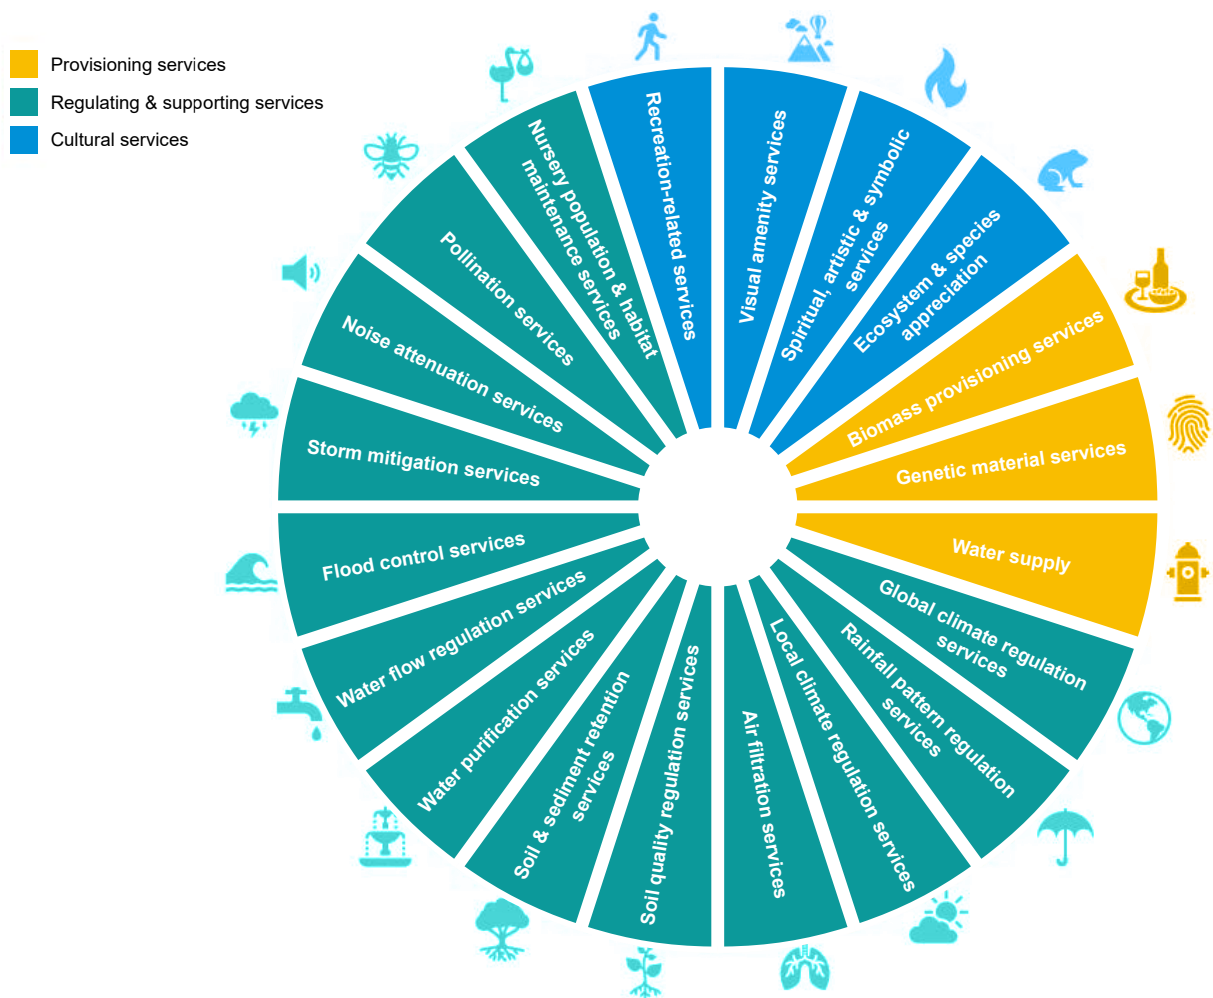 Provisioning services
Regulating & supporting services
Cultural services
Visual amenity services
Spiritual, artistic & symbolic
services
Ecosystem & species
appreciation
Biomass provisioning services
Genetic material services
Water supply
Global climate regulation
services
Rainfall pattern regulation
services
Local climate regulation services
Air filtration services
Soil quality regulation services
Soil & sediment retention
services
Water purification services
Water flow regulation services
Flood control services
Storm mitigation services
Noise attenuation services
Pollination services
Nursery population & habitat
maintenance services
Recreation-related services